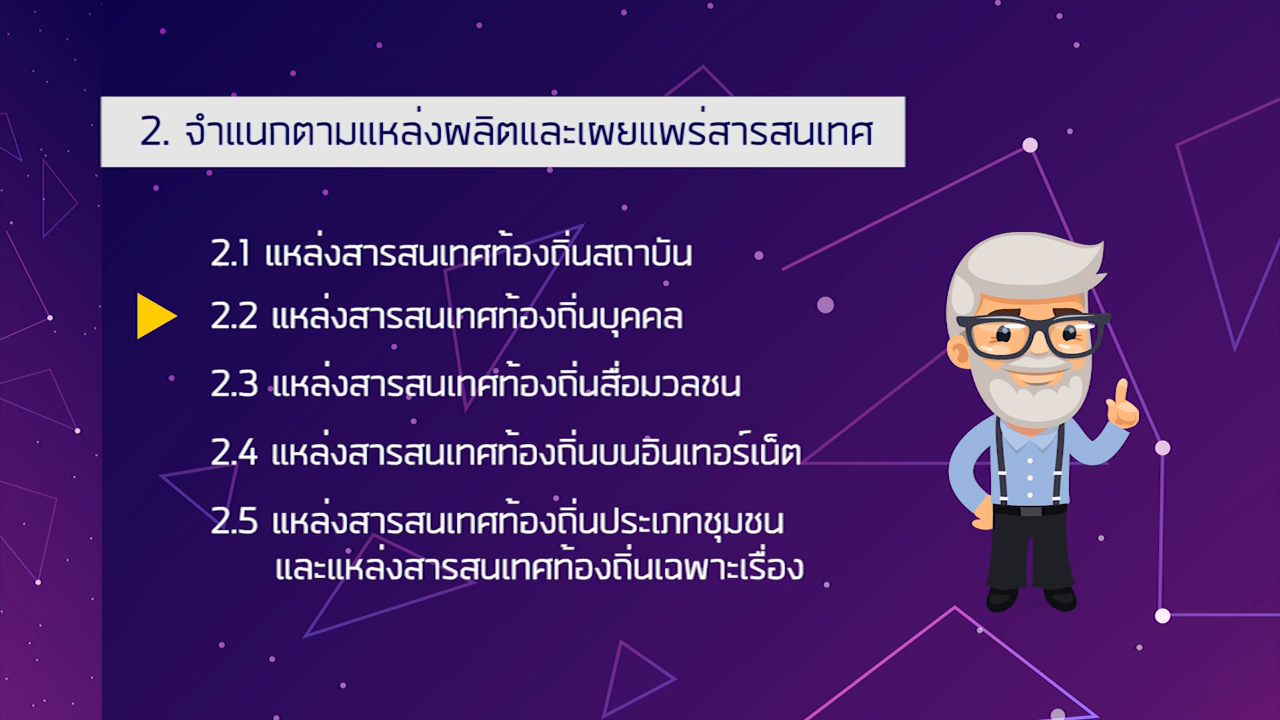 2. จำแนกตามแหล่งผลิตและเผยแพร่สารสนเทศ
2.1 แหล่งสารสนเทศท้องถิ่นสถาบัน
2.2 แหล่งสารสนเทศท้องถิ่นบุคคล
2.3 แหล่งสารสนเทศท้องถิ่นสื่อมวลชน
2.4 แหล่งสารสนเทศท้องถิ่นบนอินเทอร์เน็ต
2.5 แหล่งสารสนเทศท้องถิ่นประเภทชุมชน
และแหล่งสารสนเทศท้องถิ่นเฉพาะเรื่อง